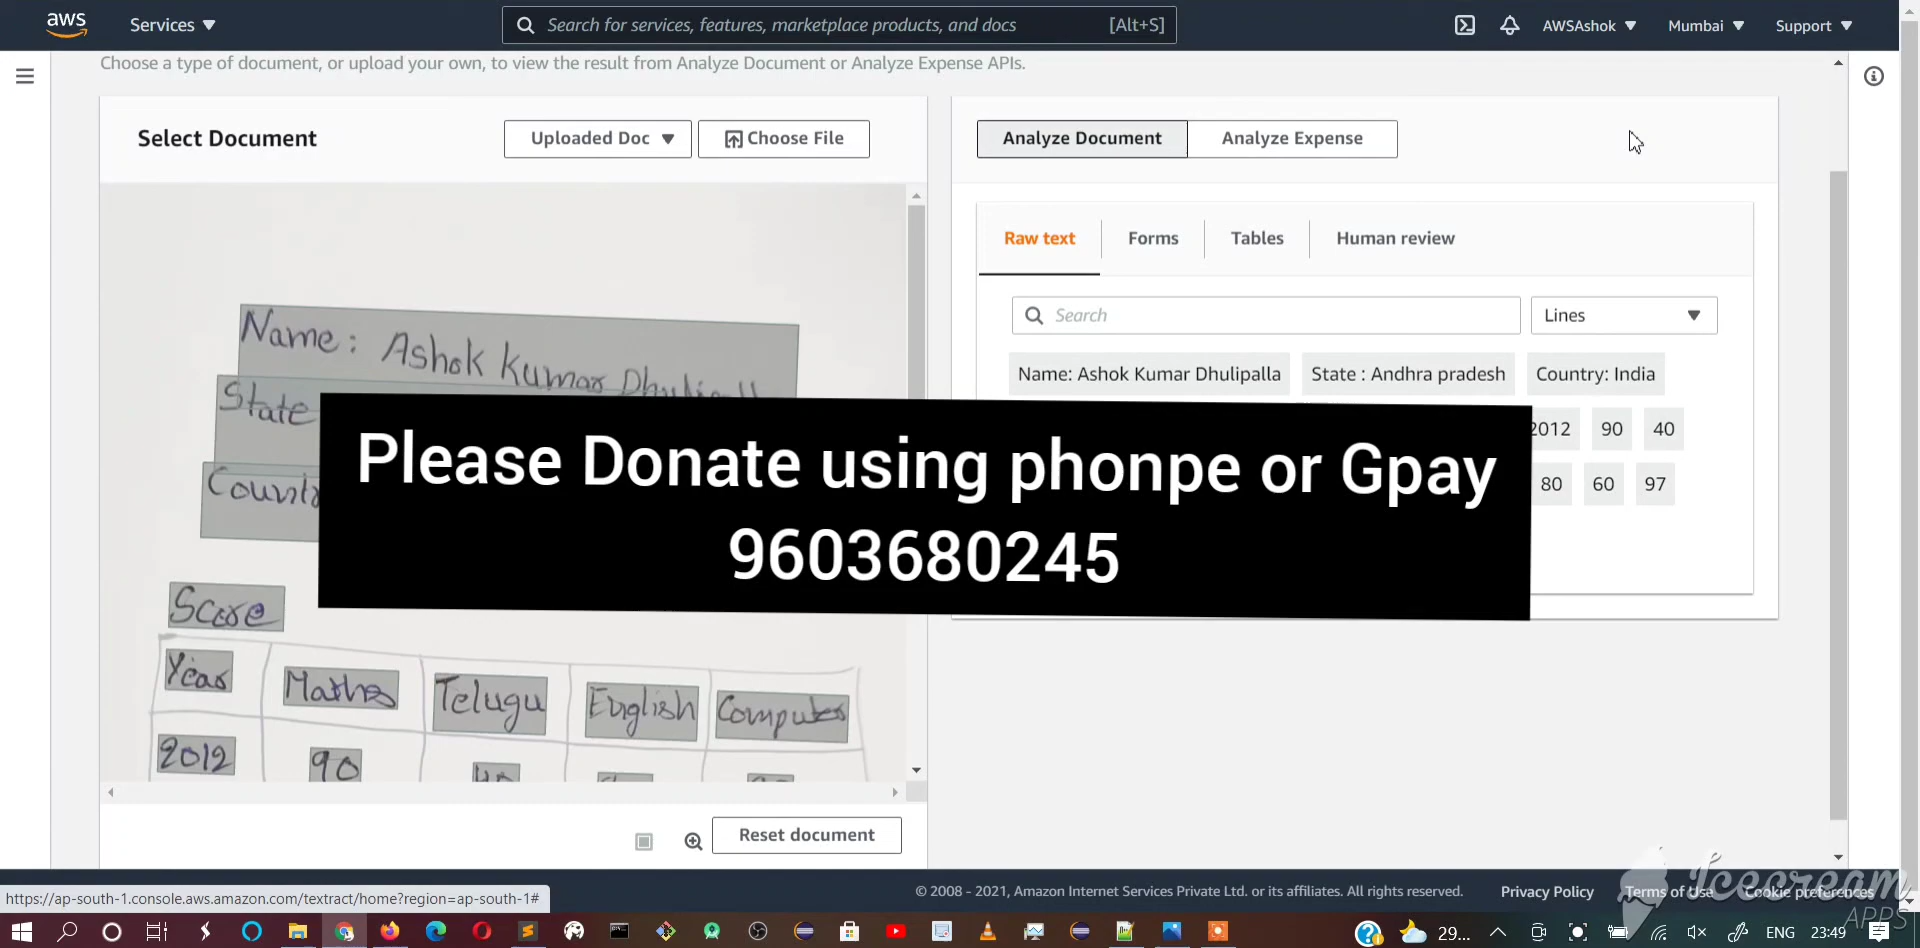 aws
Services
Search for services, features, marketplace products, and docs
[Alt+S]
AWSAshok
Mumbai
Support
Choose a type of document, or upload your own, to view the result from Analyze Document or Analyze Expense APIs.
Select Document
Uploaded Doc
Choose File
Name: Ashok Kumar
State
Score
Year
Maths
Telugu
English
Computer
2012
90
Reset document
Analyze Document
Analyze Expense
Raw text
Forms
Tables
Human review
Search
Lines
Name: Ashok Kumar Dhulipalla
State : Andhra pradesh
Country: India
2012
90
40
80
60
97
Please Donate using phonpe or Gpay
9603680245
https://ap-south-1.console.aws.amazon.com/textract/home?region=ap-south-1#
© 2008 - 2021, Amazon Internet Services Private Ltd. or its affiliates. All rights reserved.
Privacy Policy
Terms of Use
Cookie preferences
Icecream
APPS
29...
ENG
23:49